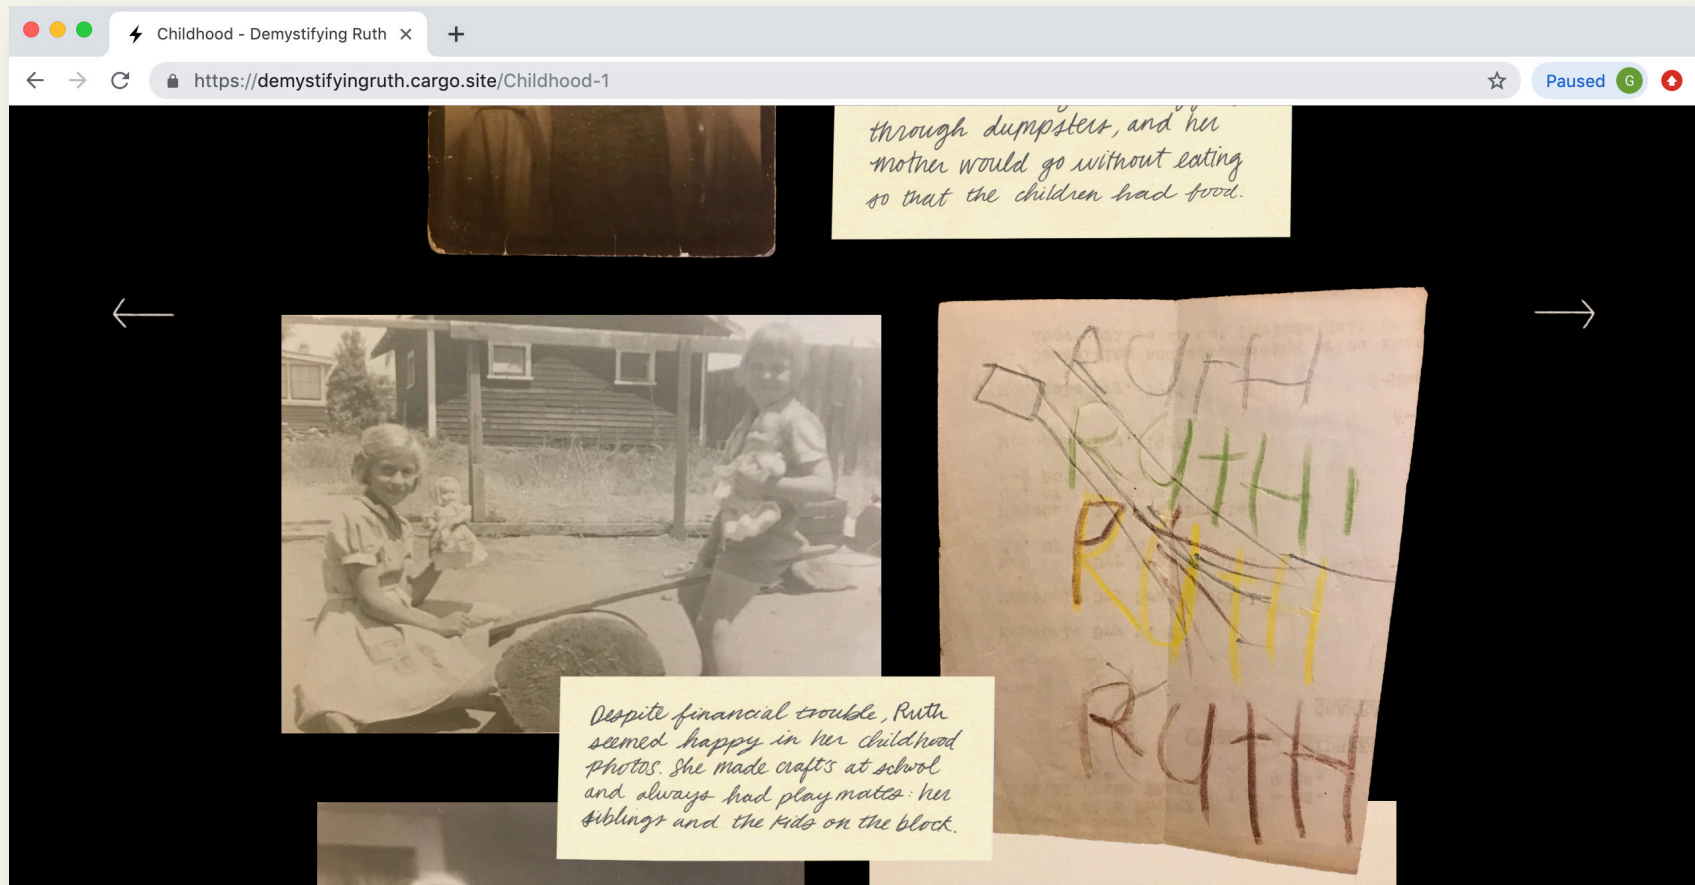 Childhood - Demystifying Ruth
https://demystifyingruth.cargo.site/Childhood-1
Paused
G
through dumpsters, and her
mother would go without eating
so that the children had food.
RUTH
RUTH
RUTH
RUTH
Despite financial trouble, Ruth
seemed happy in her childhood
photos. She made crafts at school
and always had playmates: her
siblings and the kids on the block.